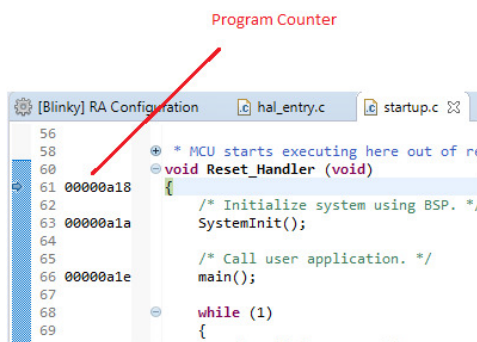 Program Counter
[Blinky] RA Configuration hal_entry.c startup.c
56
58 * MCU starts executing here out of re
60 void Reset_Handler (void)
61 00000a18 {
62 /* Initialize system using BSP. */
63 00000a1a SystemInit();
64
65 /* Call user application. */
66 00000a1e main();
67
68 while (1)
69 {